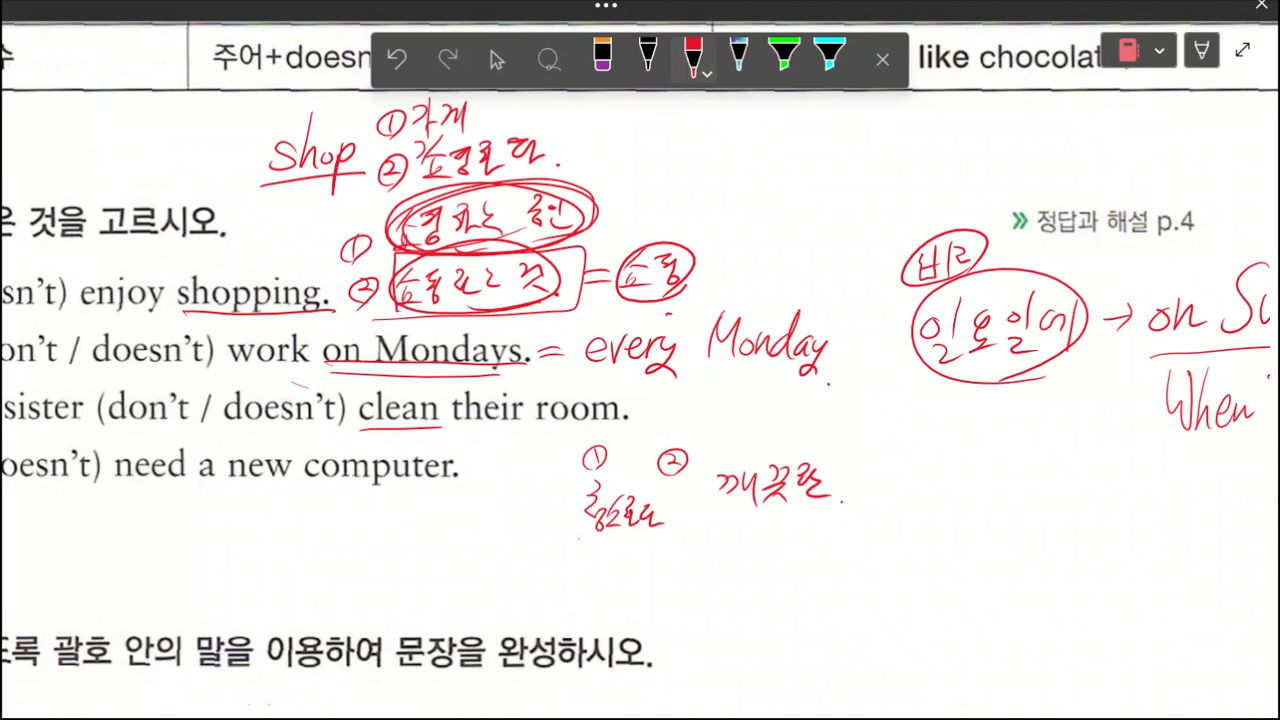 수 주어+doesn like chocolat
shop ① 가게
② 쇼핑한다.
은 것을 고르시오.
① 쇼핑하는 중인
정답과 해설 p.4
sn't) enjoy shopping. ② 쇼핑하는 것 = 쇼핑
일요일에 → on Su
on't / doesn't) work on Mondays. = every Monday.
When
sister (don't / doesn't) clean their room.
oesn't) need a new computer.
① 청소하다 ② 깨끗한.
도록 괄호 안의 말을 이용하여 문장을 완성하시오.